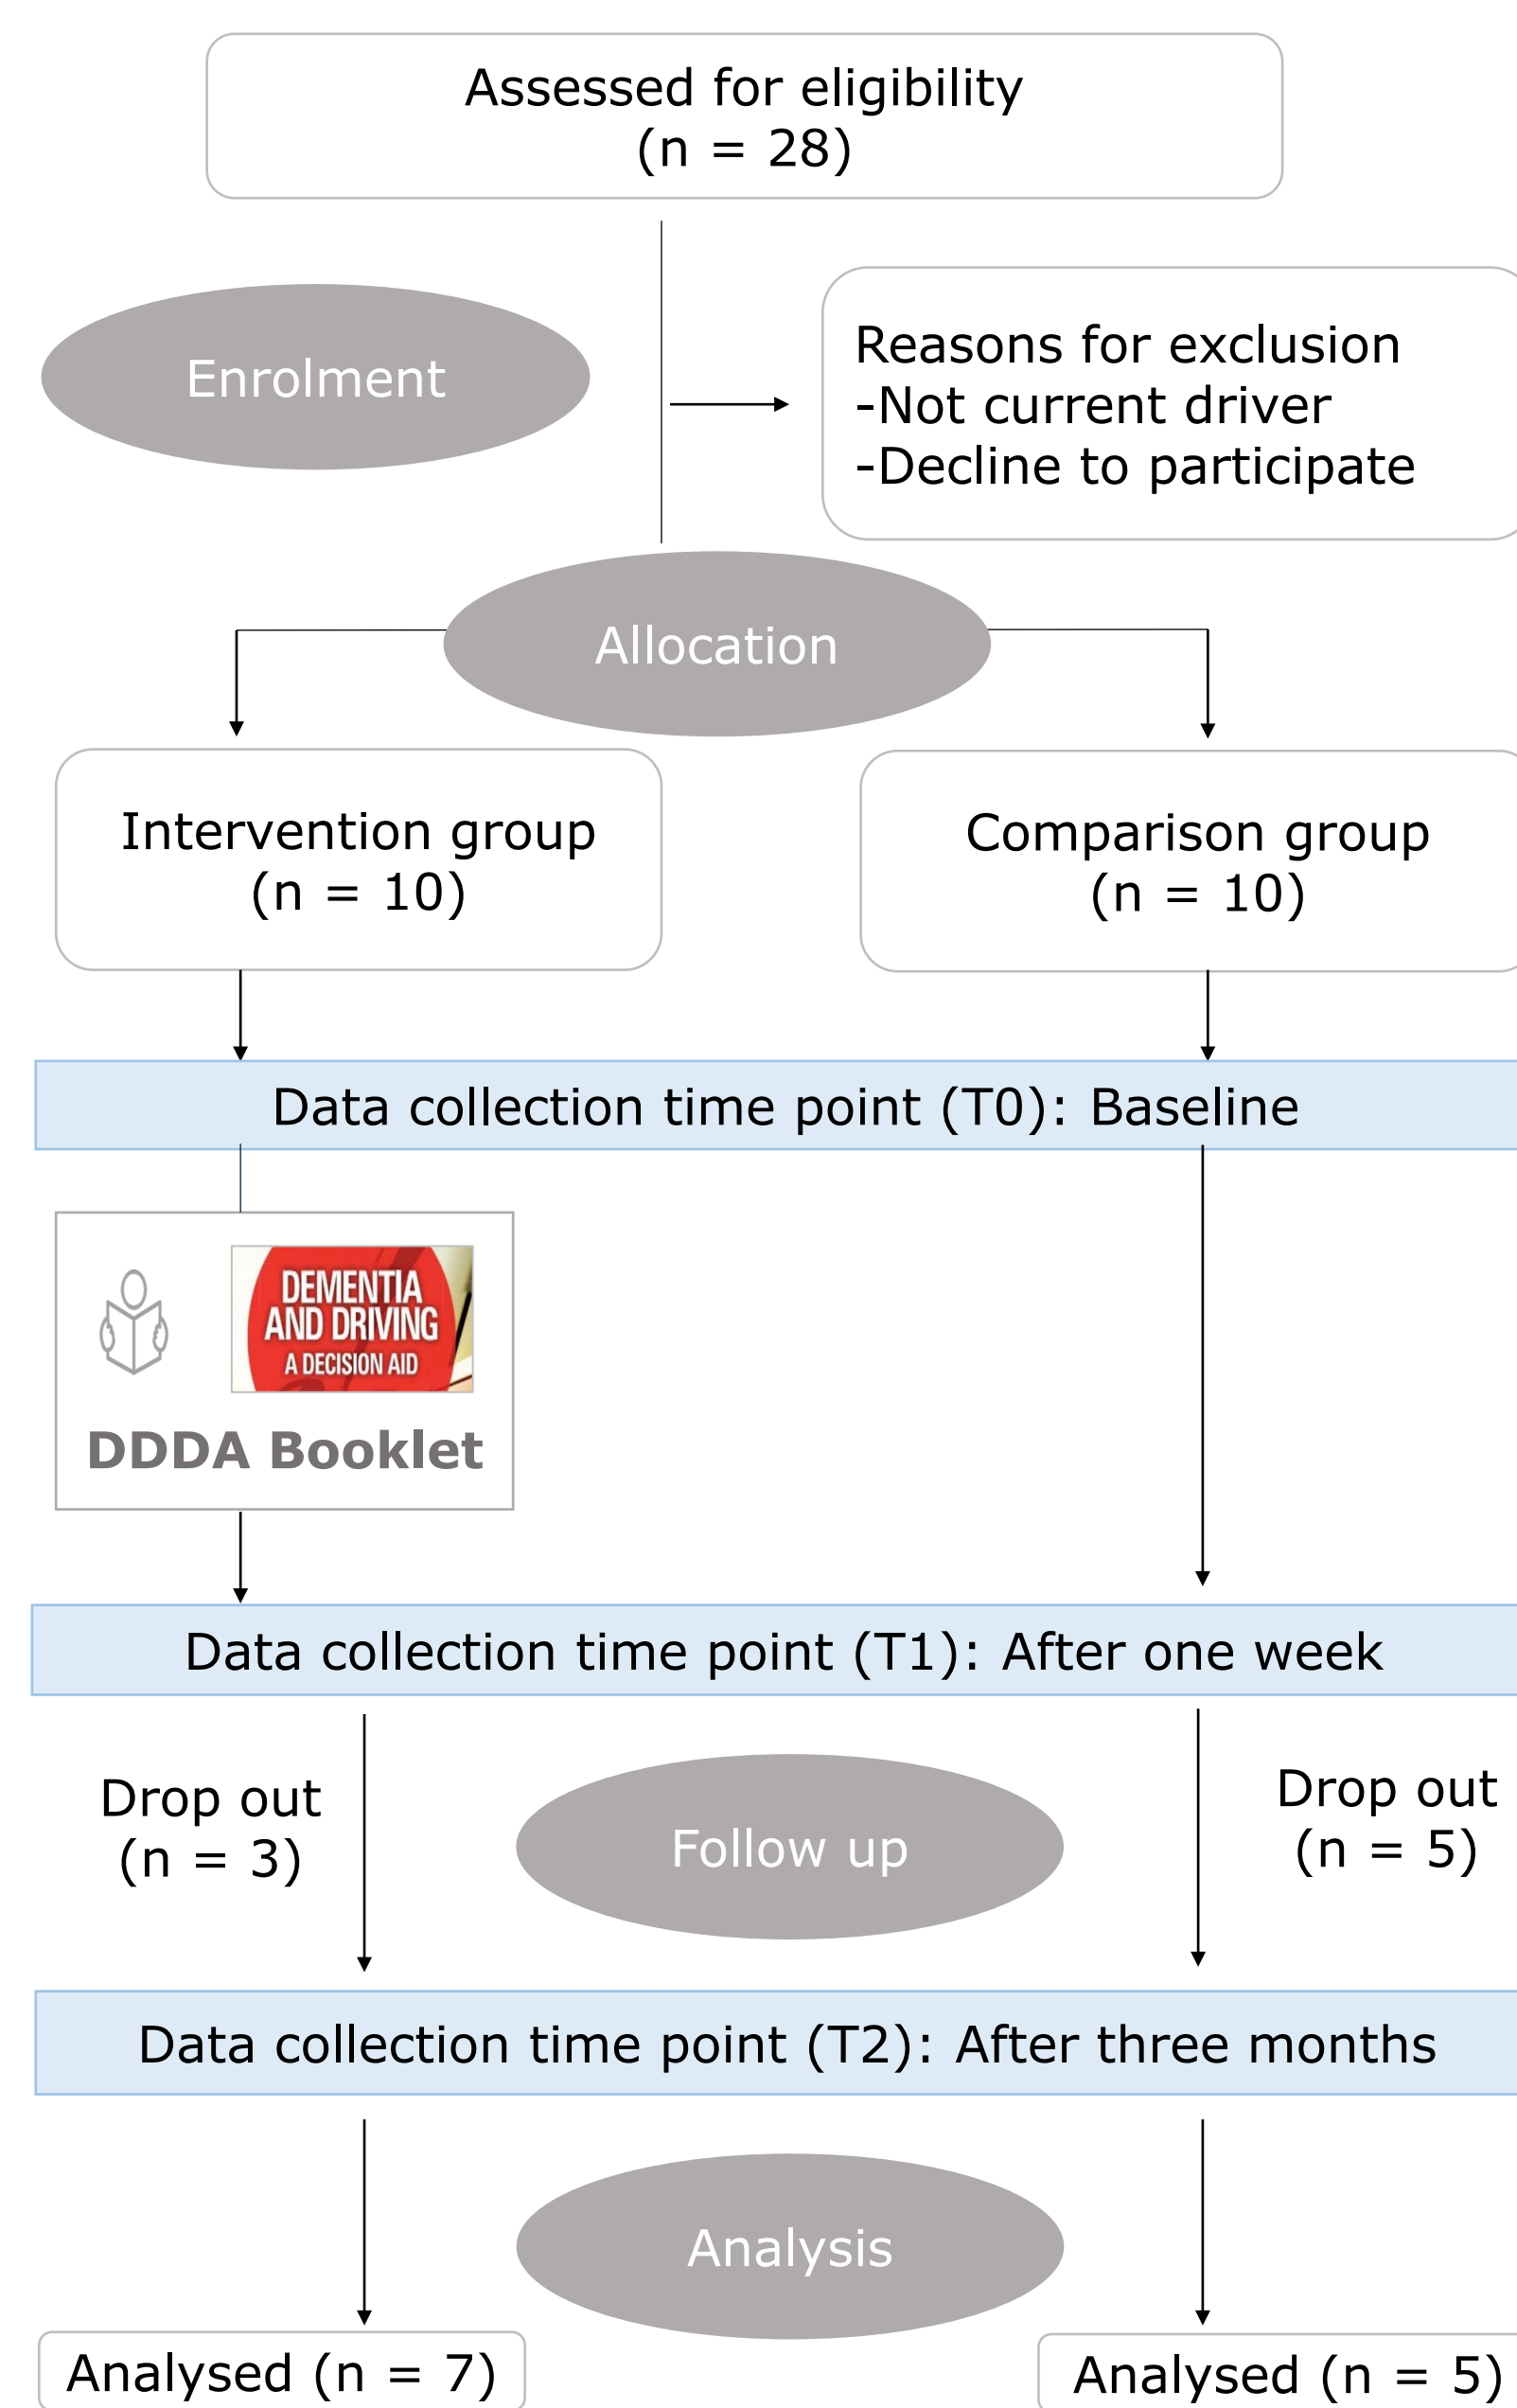 Assessed for eligibility
(n = 28)
Enrolment
Reasons for exclusion
-Not current driver
-Decline to participate
Allocation
Intervention group
(n = 10)
Comparison group
(n = 10)
Data collection time point (T0): Baseline
DEMENTIA
AND DRIVING
A DECISION AID
DDDA Booklet
Data collection time point (T1): After one week
Drop out
(n = 3)
Follow up
Drop out
(n = 5)
Data collection time point (T2): After three months
Analysis
Analysed (n = 7)
Analysed (n = 5)